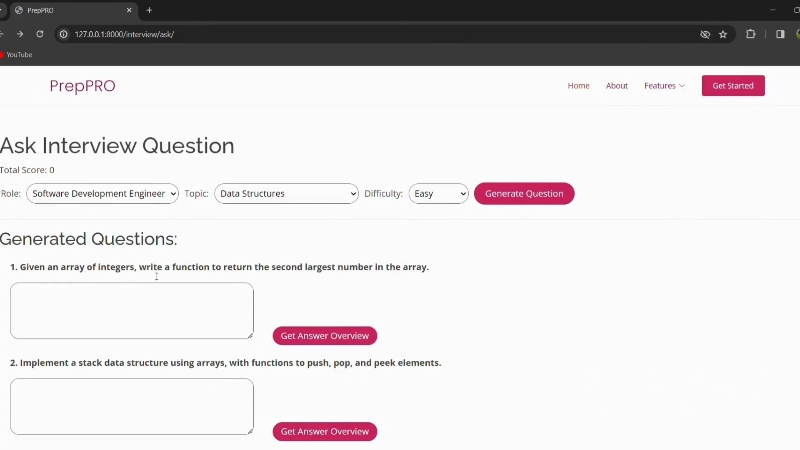 PrepPRO
127.0.0.1:8000/interview/ask/
YouTube
PrepPRO
Home About Features Get Started
Ask Interview Question
Total Score: 0
Role: Software Development Engineer Topic: Data Structures Difficulty: Easy Generate Question
Generated Questions:
1. Given an array of integers, write a function to return the second largest number in the array.
Get Answer Overview
2. Implement a stack data structure using arrays, with functions to push, pop, and peek elements.
Get Answer Overview